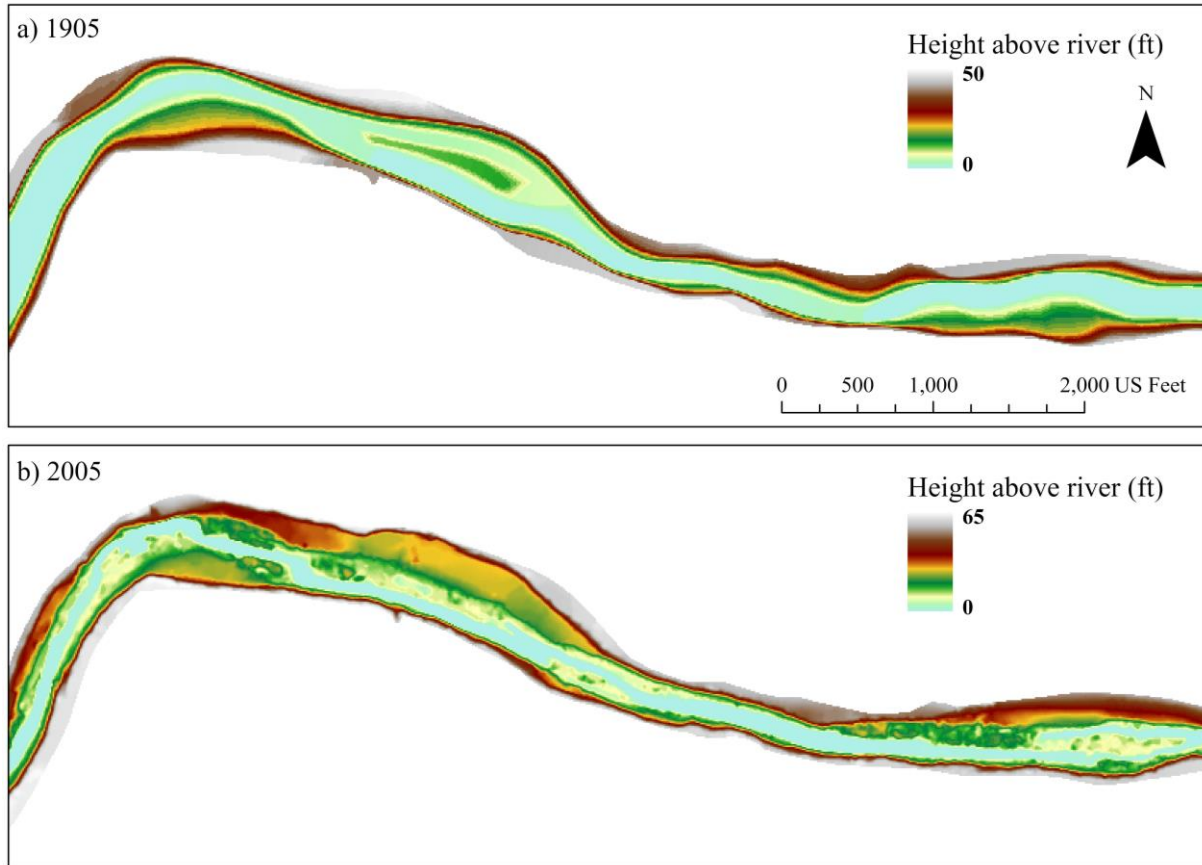 a) 1905
Height above river (ft)
50
0
N
0 500 1,000 2,000 US Feet
b) 2005
Height above river (ft)
65
0